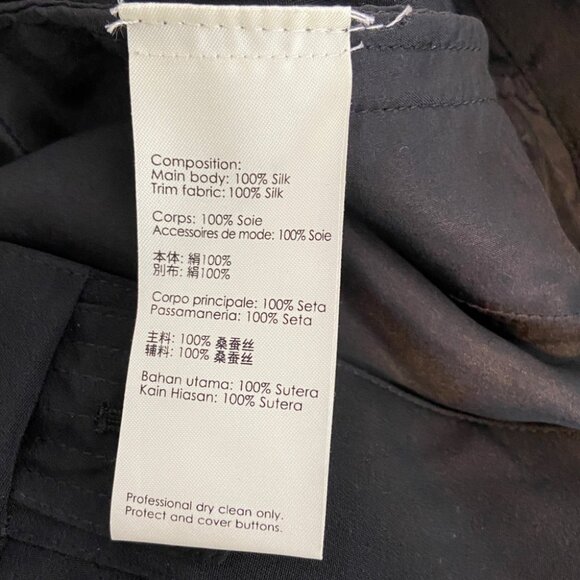 Composition:
Main body: 100% Silk
Trim fabric: 100% Silk
Corps: 100% Soie
Accessoires de mode: 100% Soie
本体: 絹100%
別布: 絹100%
Corpo principale: 100% Seta
Passamaneria: 100% Seta
主料: 100% 桑蚕丝
辅料: 100% 桑蚕丝
Bahan utama: 100% Sutera
Kain Hiasan: 100% Sutera
Professional dry clean only.
Protect and cover buttons.